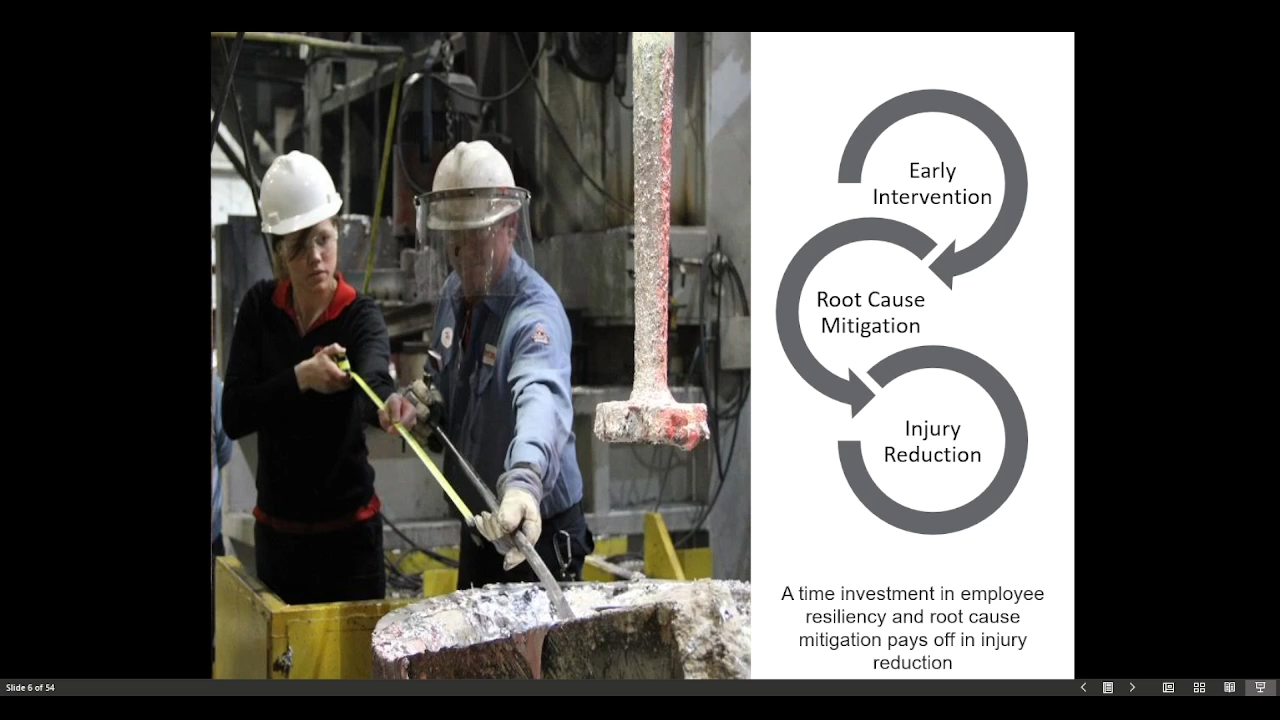 Early
Intervention
Root Cause
Mitigation
Injury
Reduction
A time investment in employee
resiliency and root cause
mitigation pays off in injury
reduction
Slide 6 of 54